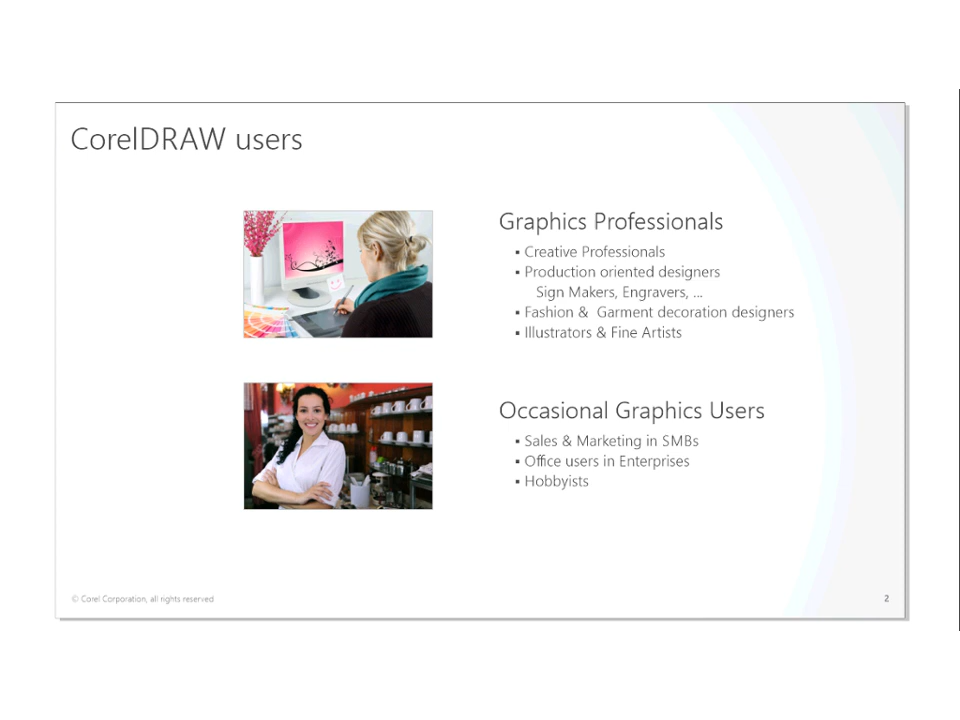 CorelDRAW users
Graphics Professionals
▪ Creative Professionals
▪ Production oriented designers
Sign Makers, Engravers, ...
▪ Fashion & Garment decoration designers
▪ Illustrators & Fine Artists
Occasional Graphics Users
▪ Sales & Marketing in SMBs
▪ Office users in Enterprises
▪ Hobbyists
© Corel Corporation, all rights reserved
2